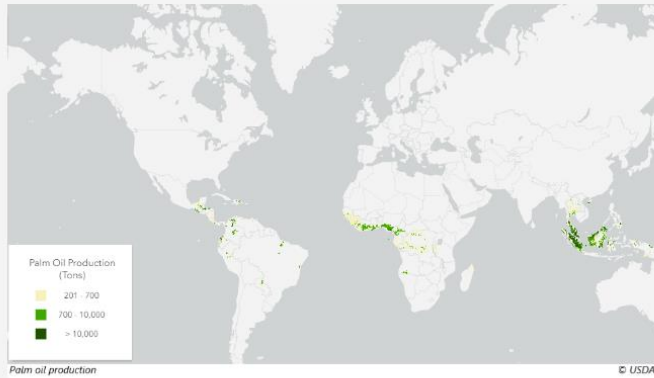 Palm Oil Production
(Tons)
201 - 700
700 - 10,000
> 10,000
Palm oil production
© USDA